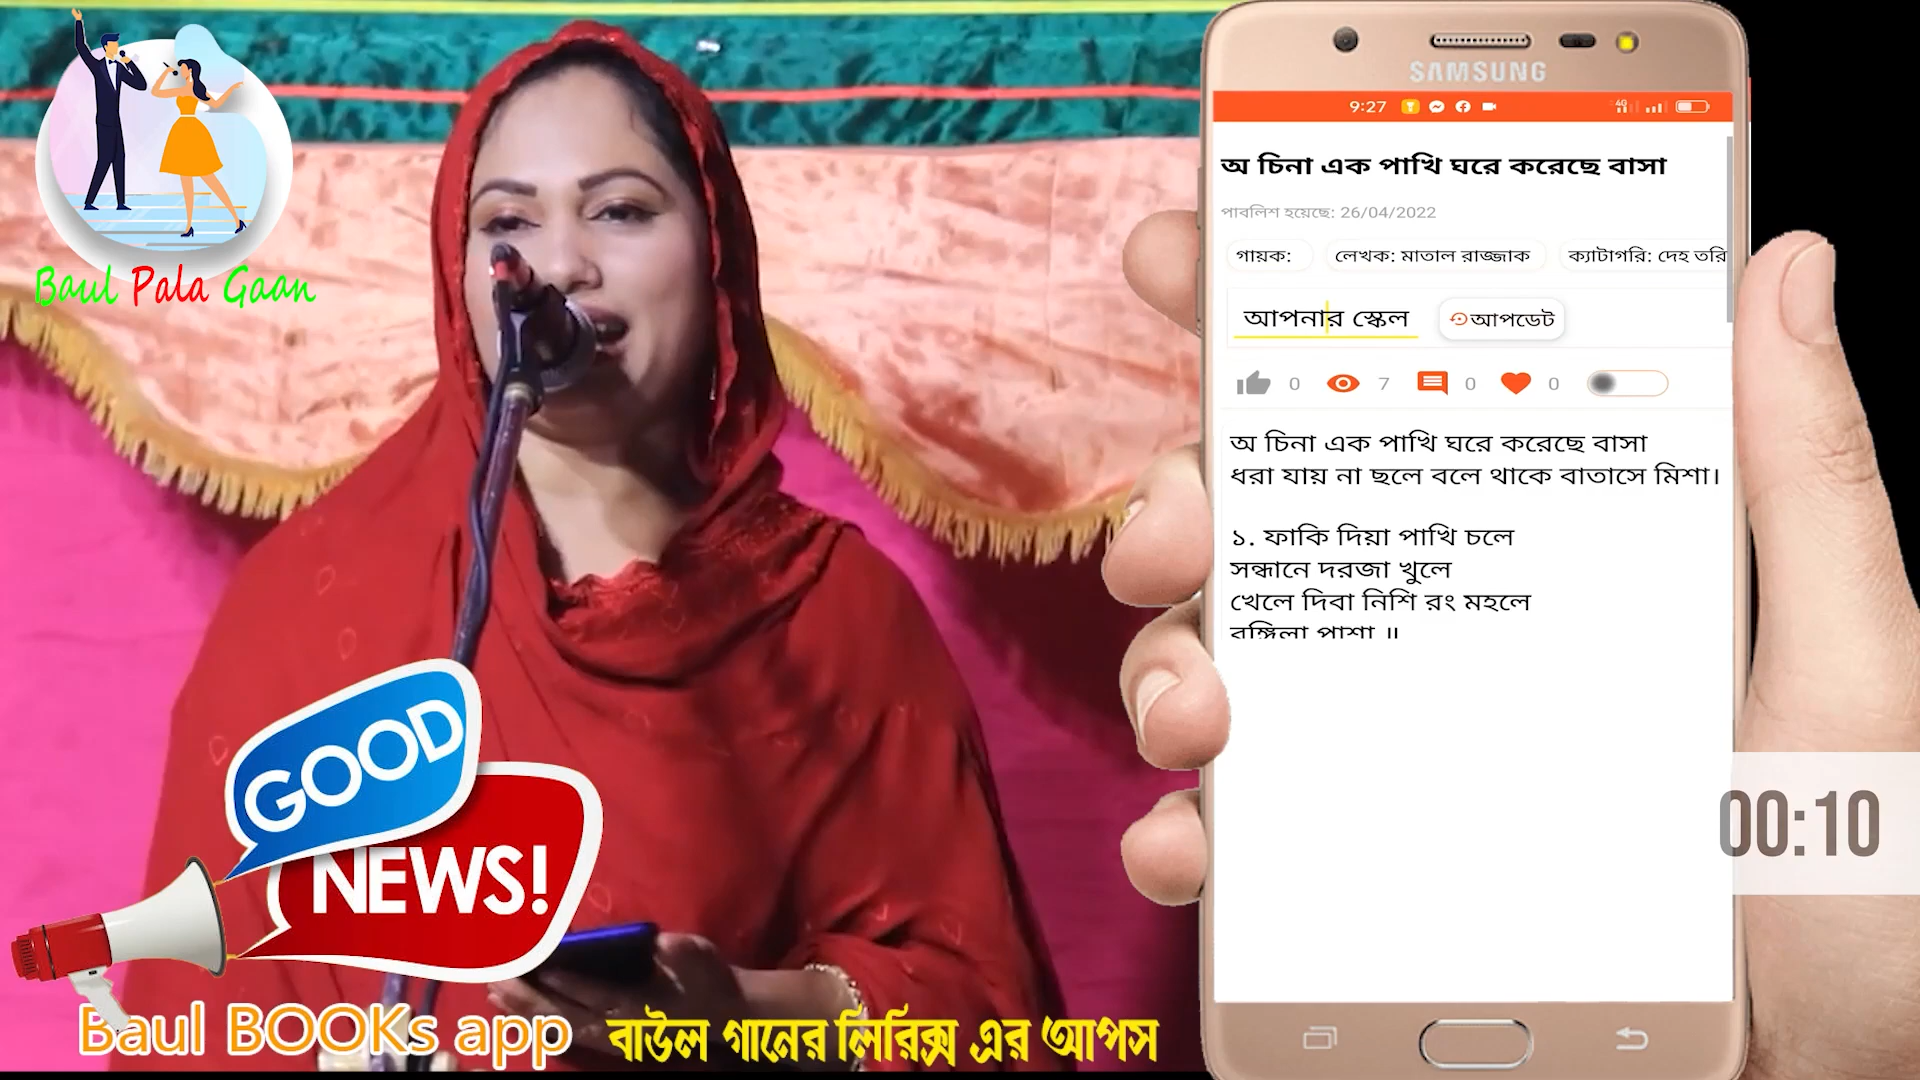 Baul Pala Gaan
GOOD
NEWS!
Baul BOOKs app
বাউল গানের লিরিক্স এর আপস
SAMSUNG
9:27
4G
অ চিনা এক পাখি ঘরে করেছে বাসা
পাবলিশ হয়েছে: 26/04/2022
গায়ক: লেখক: মাতাল রাজ্জাক ক্যাটাগরি: দেহ তরি
আপনার স্কেল আপডেট
0 7 0 0
অ চিনা এক পাখি ঘরে করেছে বাসা
ধরা যায় না ছলে বলে থাকে বাতাসে মিশা।
১. ফাকি দিয়া পাখি চলে
সন্ধানে দরজা খুলে
খেলে দিবা নিশি রং মহলে
রঙ্গিলা পাশা ॥
00:10